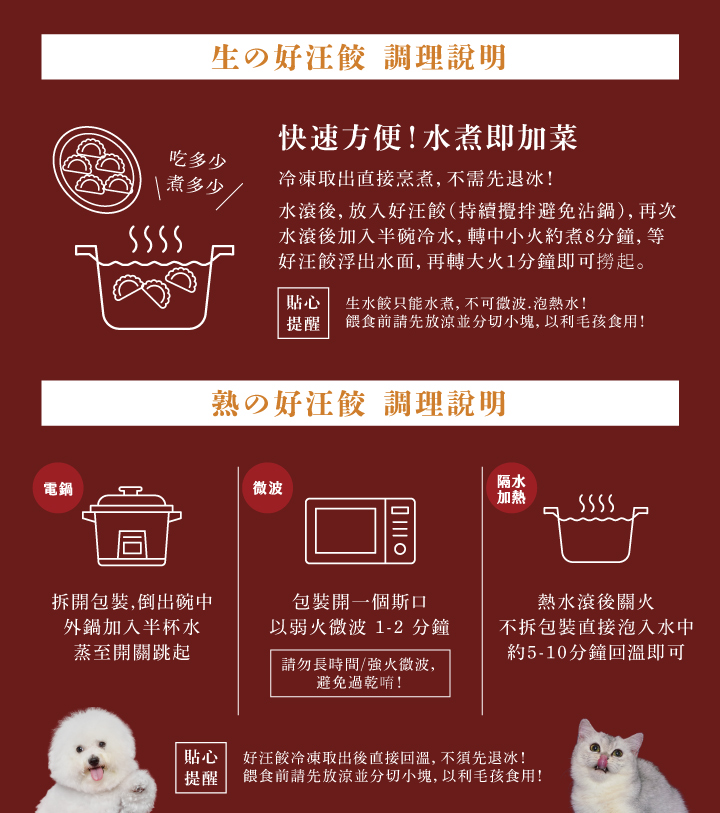 生の好汪餃 調理說明
吃多少
煮多少
快速方便!水煮即加菜
冷凍取出直接烹煮,不需先退冰!
水滾後,放入好汪餃(持續攪拌避免沾鍋),再次
水滾後加入半碗冷水,轉中小火約煮8分鐘,等
好汪餃浮出水面,再轉大火1分鐘即可撈起。
貼心
提醒
生水餃只能水煮,不可微波.泡熱水!
餵食前請先放涼並分切小塊,以利毛孩食用!
熟の好汪餃 調理說明
電鍋
拆開包裝,倒出碗中
外鍋加入半杯水
蒸至開關跳起
微波
包裝開一個斯口
以弱火微波 1-2 分鐘
請勿長時間/強火微波,
避免過乾唷!
隔水
加熱
熱水滾後關火
不拆包裝直接泡入水中
約5-10分鐘回溫即可
貼心
提醒
好汪餃冷凍取出後直接回溫,不須先退冰!
餵食前請先放涼並分切小塊,以利毛孩食用!